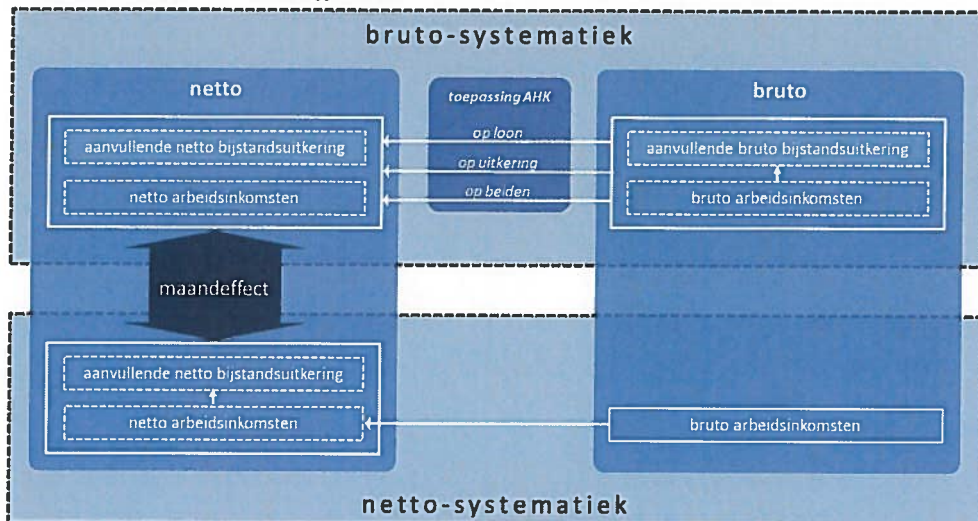 bruto-systematiek
netto
toepassing AHK
bruto
op loon
aanvullende netto bijstandsuitkering
aanvullende bruto bijstandsuitkering
op uitkering
netto arbeidsinkomsten
op beiden
bruto arbeidsinkomsten
maandeffect
aanvullende netto bijstandsuitkering
netto arbeidsinkomsten
bruto arbeidsinkomsten
netto-systematiek